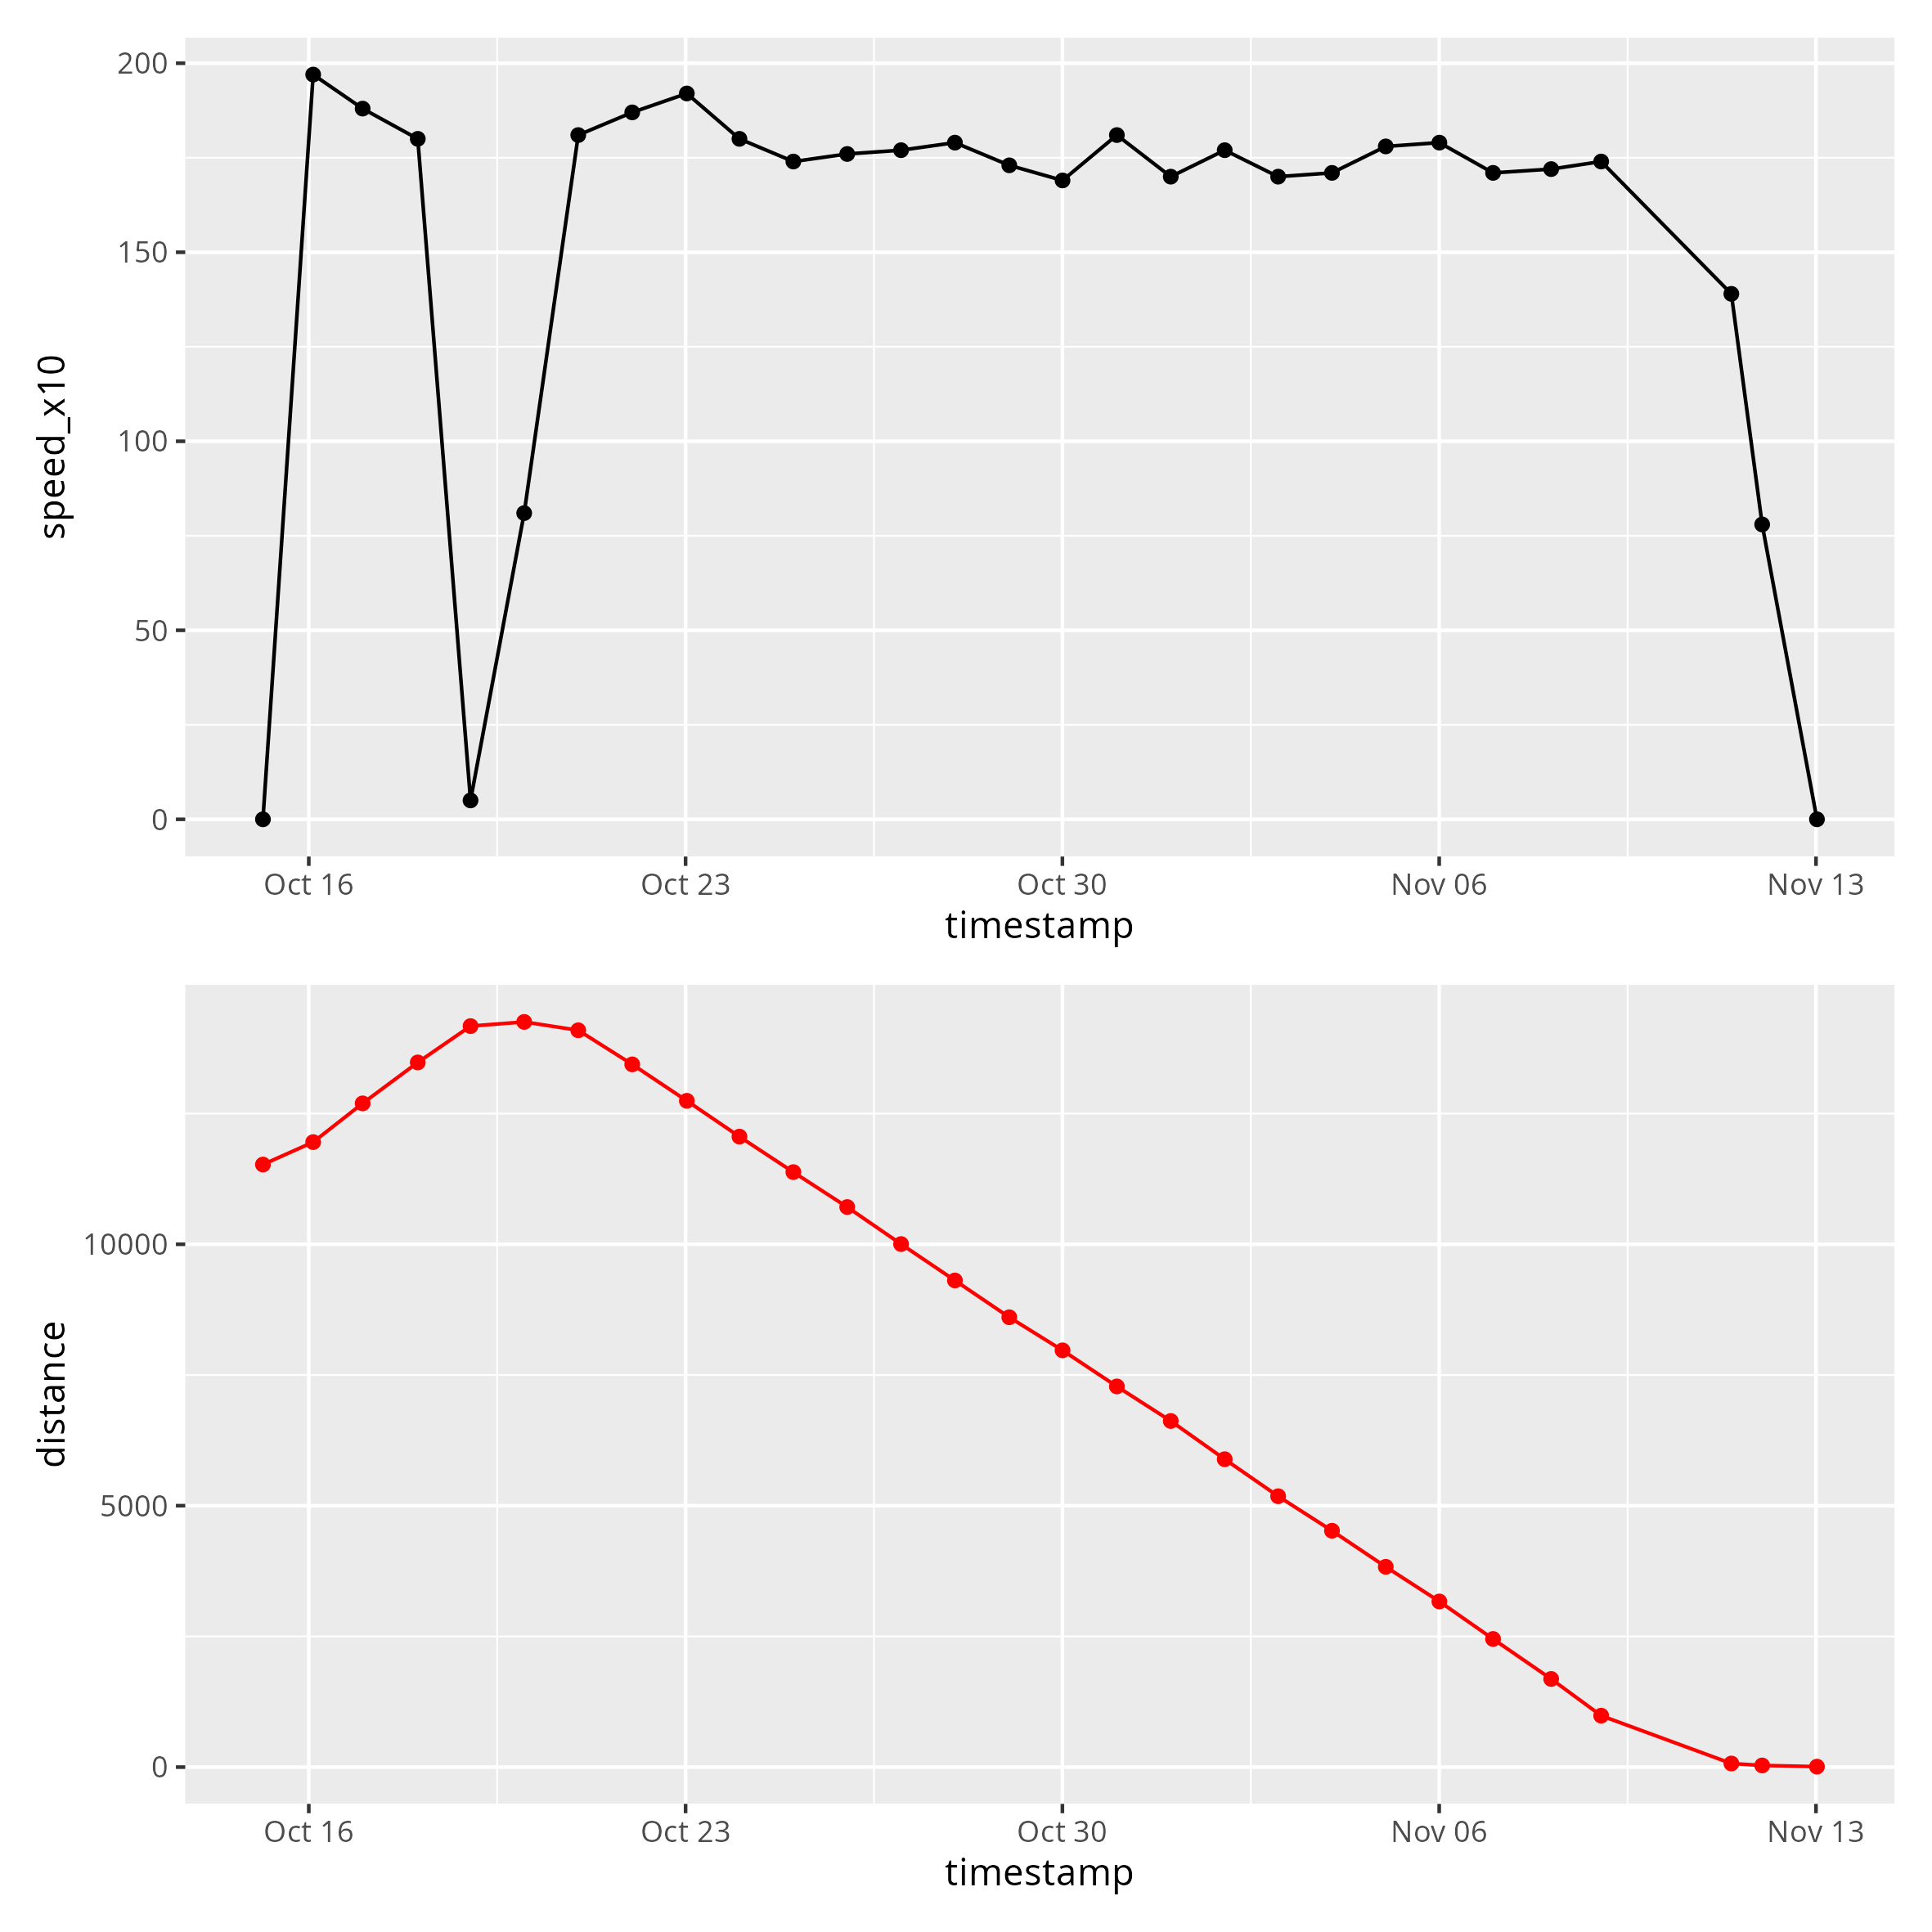 200
150
100
50
0
speed_x10
Oct 16 Oct 23 Oct 30 Nov 06 Nov 13
timestamp
10000
5000
0
distance
Oct 16 Oct 23 Oct 30 Nov 06 Nov 13
timestamp